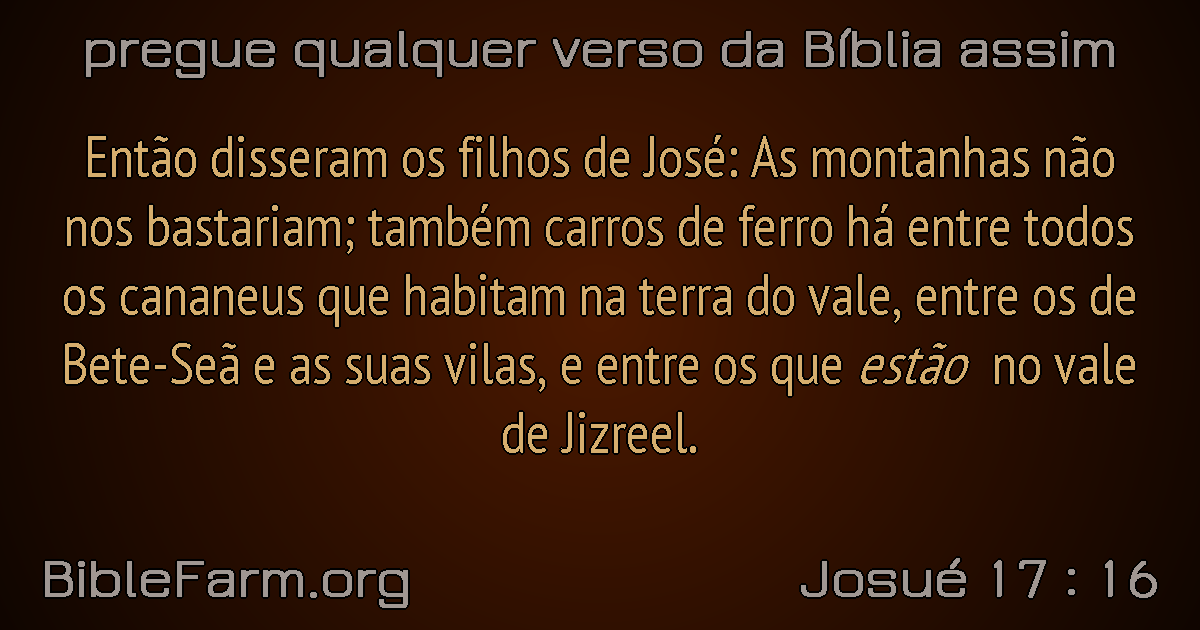 pregue qualquer verso da Bíblia assim
Então disseram os filhos de José: As montanhas não
nos bastariam; também carros de ferro há entre todos
os cananeus que habitam na terra do vale, entre os de
Bete-Seã e as suas vilas, e entre os que estão no vale
de Jizreel.
BibleFarm.org
Josué 17 : 16